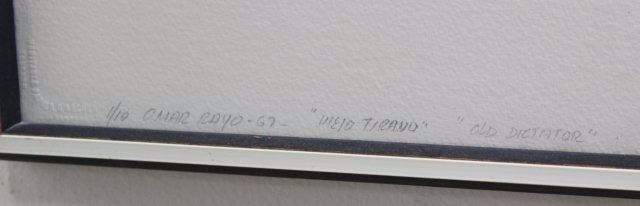 1/10 OMAR RAYO-67- "VIEJO TIRANO" "OLD DICTATOR"